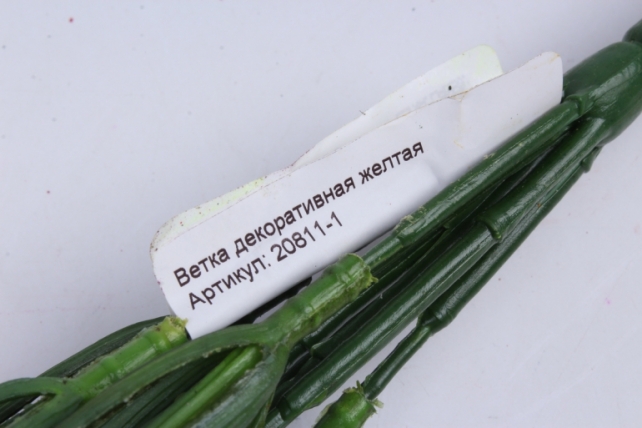 Ветка декоративная желтая
Артикул: 20811-1